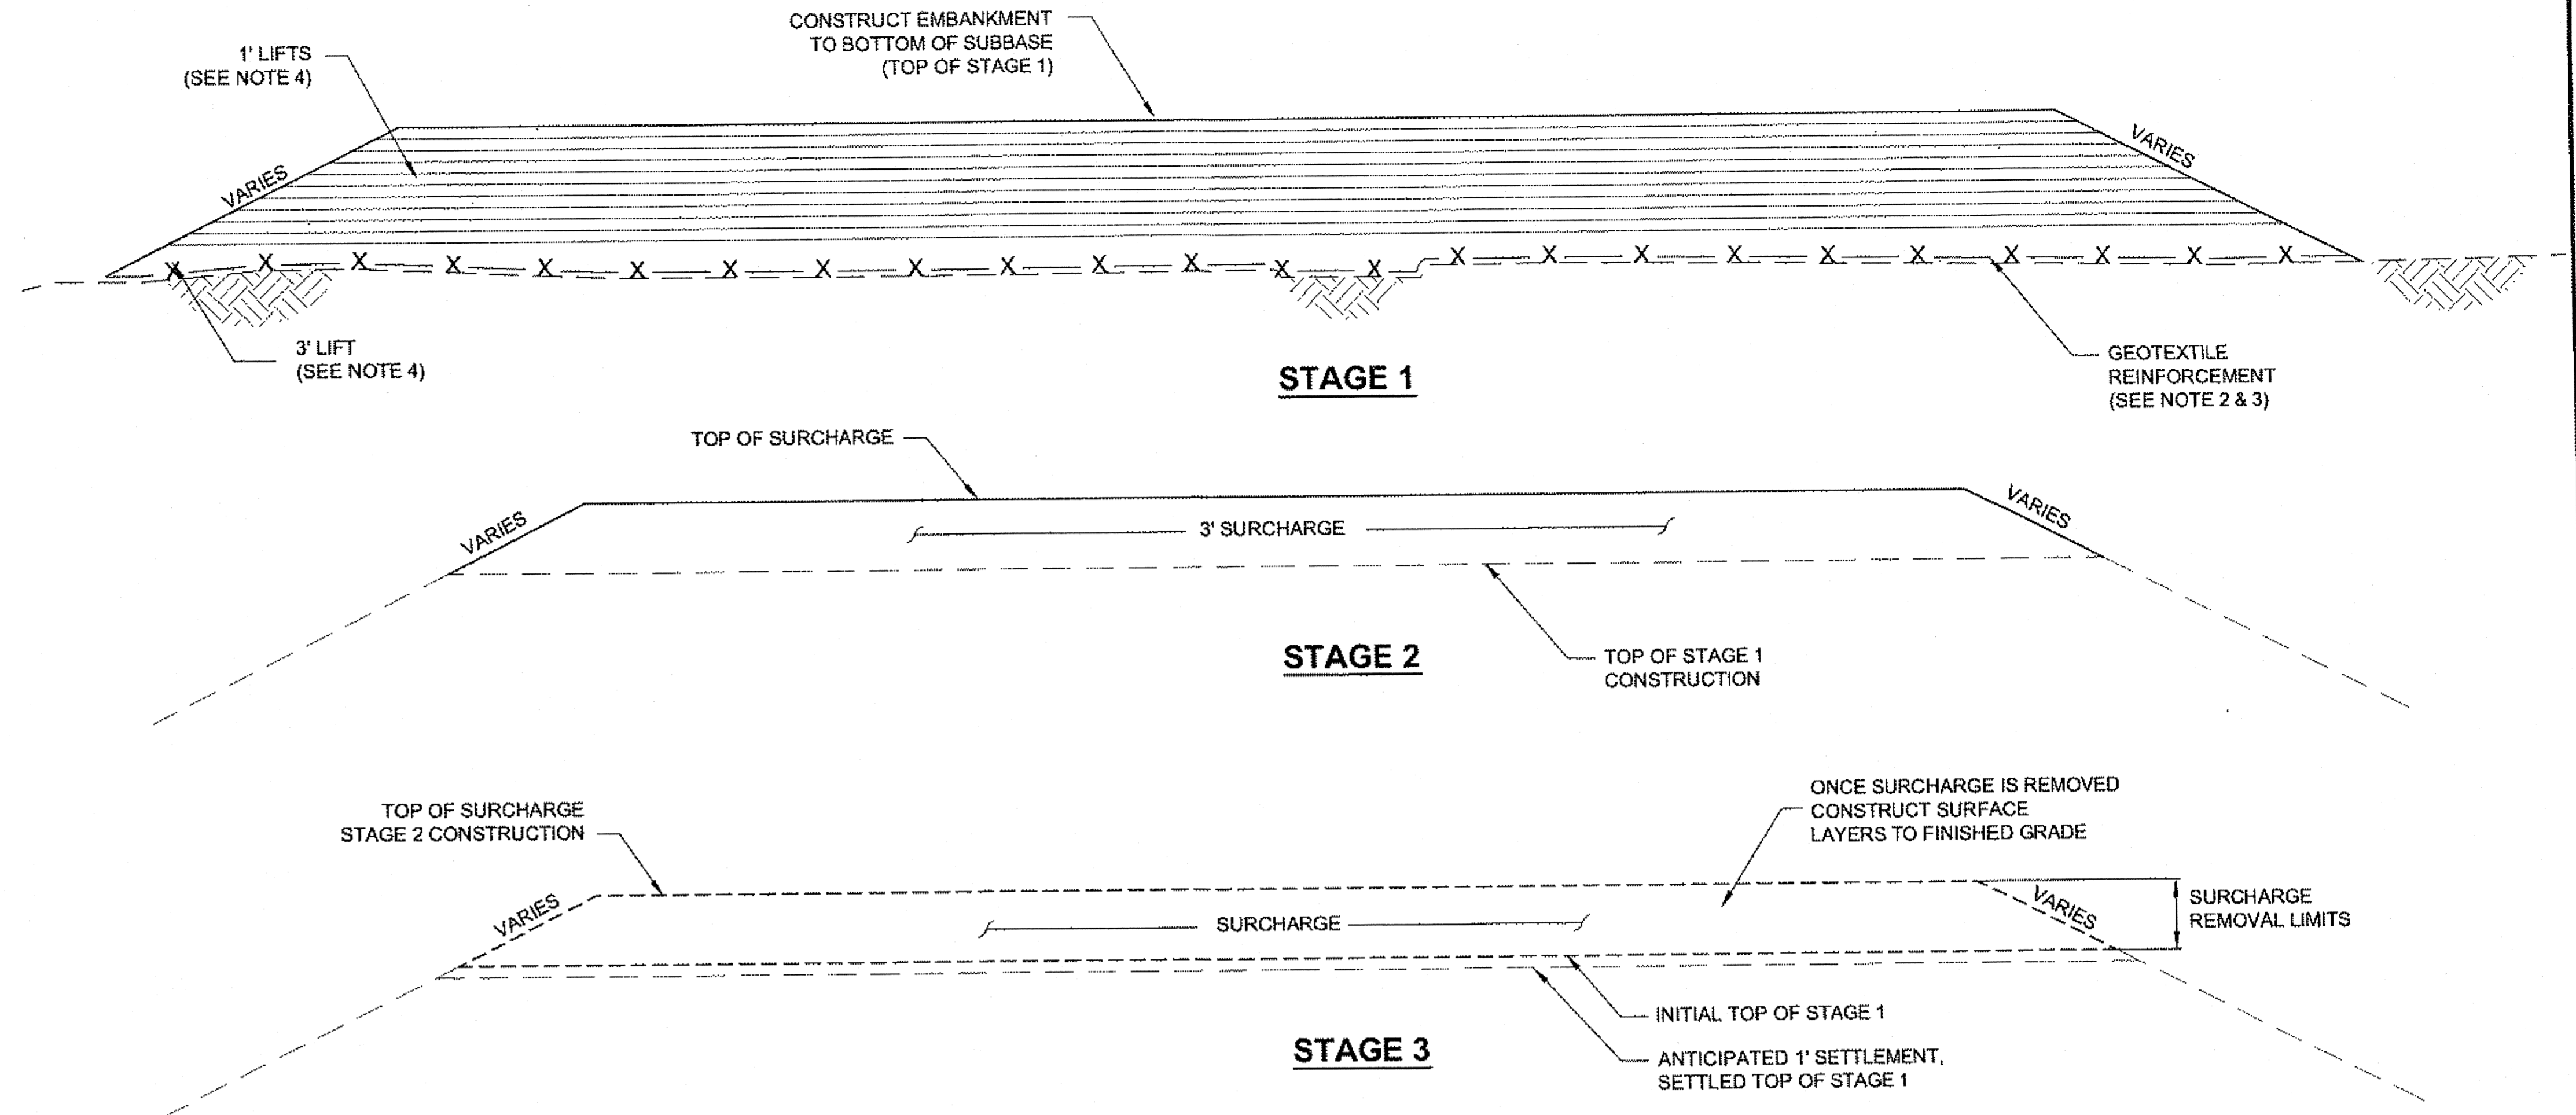 CONSTRUCT EMBANKMENT
TO BOTTOM OF SUBBASE
(TOP OF STAGE 1)
1' LIFTS
(SEE NOTE 4)
VARIES
VARIES
X X X X X X X X X X X X X X X X X X X X X X X X
3' LIFT
(SEE NOTE 4)
GEOTEXTILE
REINFORCEMENT
(SEE NOTE 2 & 3)
STAGE 1
TOP OF SURCHARGE
VARIES
3' SURCHARGE
VARIES
TOP OF STAGE 1
CONSTRUCTION
STAGE 2
TOP OF SURCHARGE
STAGE 2 CONSTRUCTION
ONCE SURCHARGE IS REMOVED
CONSTRUCT SURFACE
LAYERS TO FINISHED GRADE
VARIES
SURCHARGE
VARIES
SURCHARGE
REMOVAL LIMITS
INITIAL TOP OF STAGE 1
ANTICIPATED 1' SETTLEMENT,
SETTLED TOP OF STAGE 1
STAGE 3